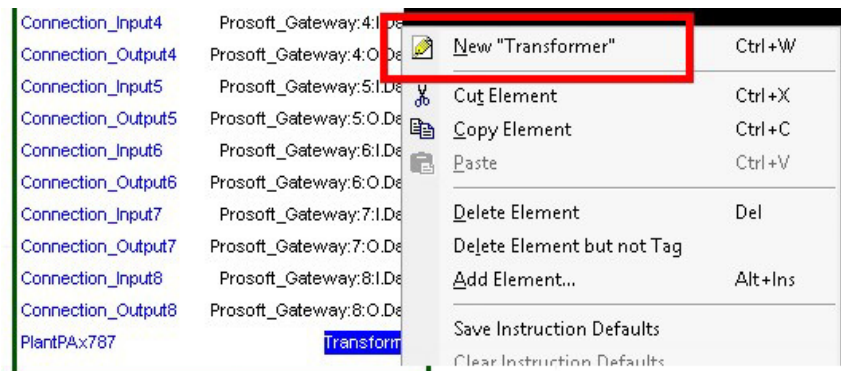 Connection_Input4 Prosoft_Gateway:4:I.Da
Connection_Output4 Prosoft_Gateway:4:O.Da
Connection_Input5 Prosoft_Gateway:5:I.Da
Connection_Output5 Prosoft_Gateway:5:O.Da
Connection_Input6 Prosoft_Gateway:6:I.Da
Connection_Output6 Prosoft_Gateway:6:O.Da
Connection_Input7 Prosoft_Gateway:7:I.Da
Connection_Output7 Prosoft_Gateway:7:O.Da
Connection_Input8 Prosoft_Gateway:8:I.Da
Connection_Output8 Prosoft_Gateway:8:O.Da
PlantPAx787 Transform
New "Transformer" Ctrl+W
Cut Element Ctrl+X
Copy Element Ctrl+C
Paste Ctrl+V
Delete Element Del
Delete Element but not Tag
Add Element... Alt+Ins
Save Instruction Defaults
Clear Instruction Defaults